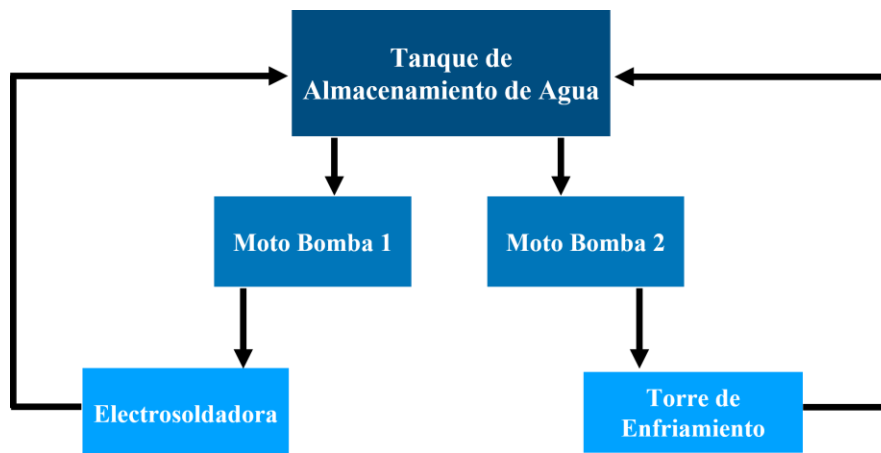 Tanque de
Almacenamiento de Agua
Moto Bomba 1
Moto Bomba 2
Electrosoldadora
Torre de
Enfriamiento